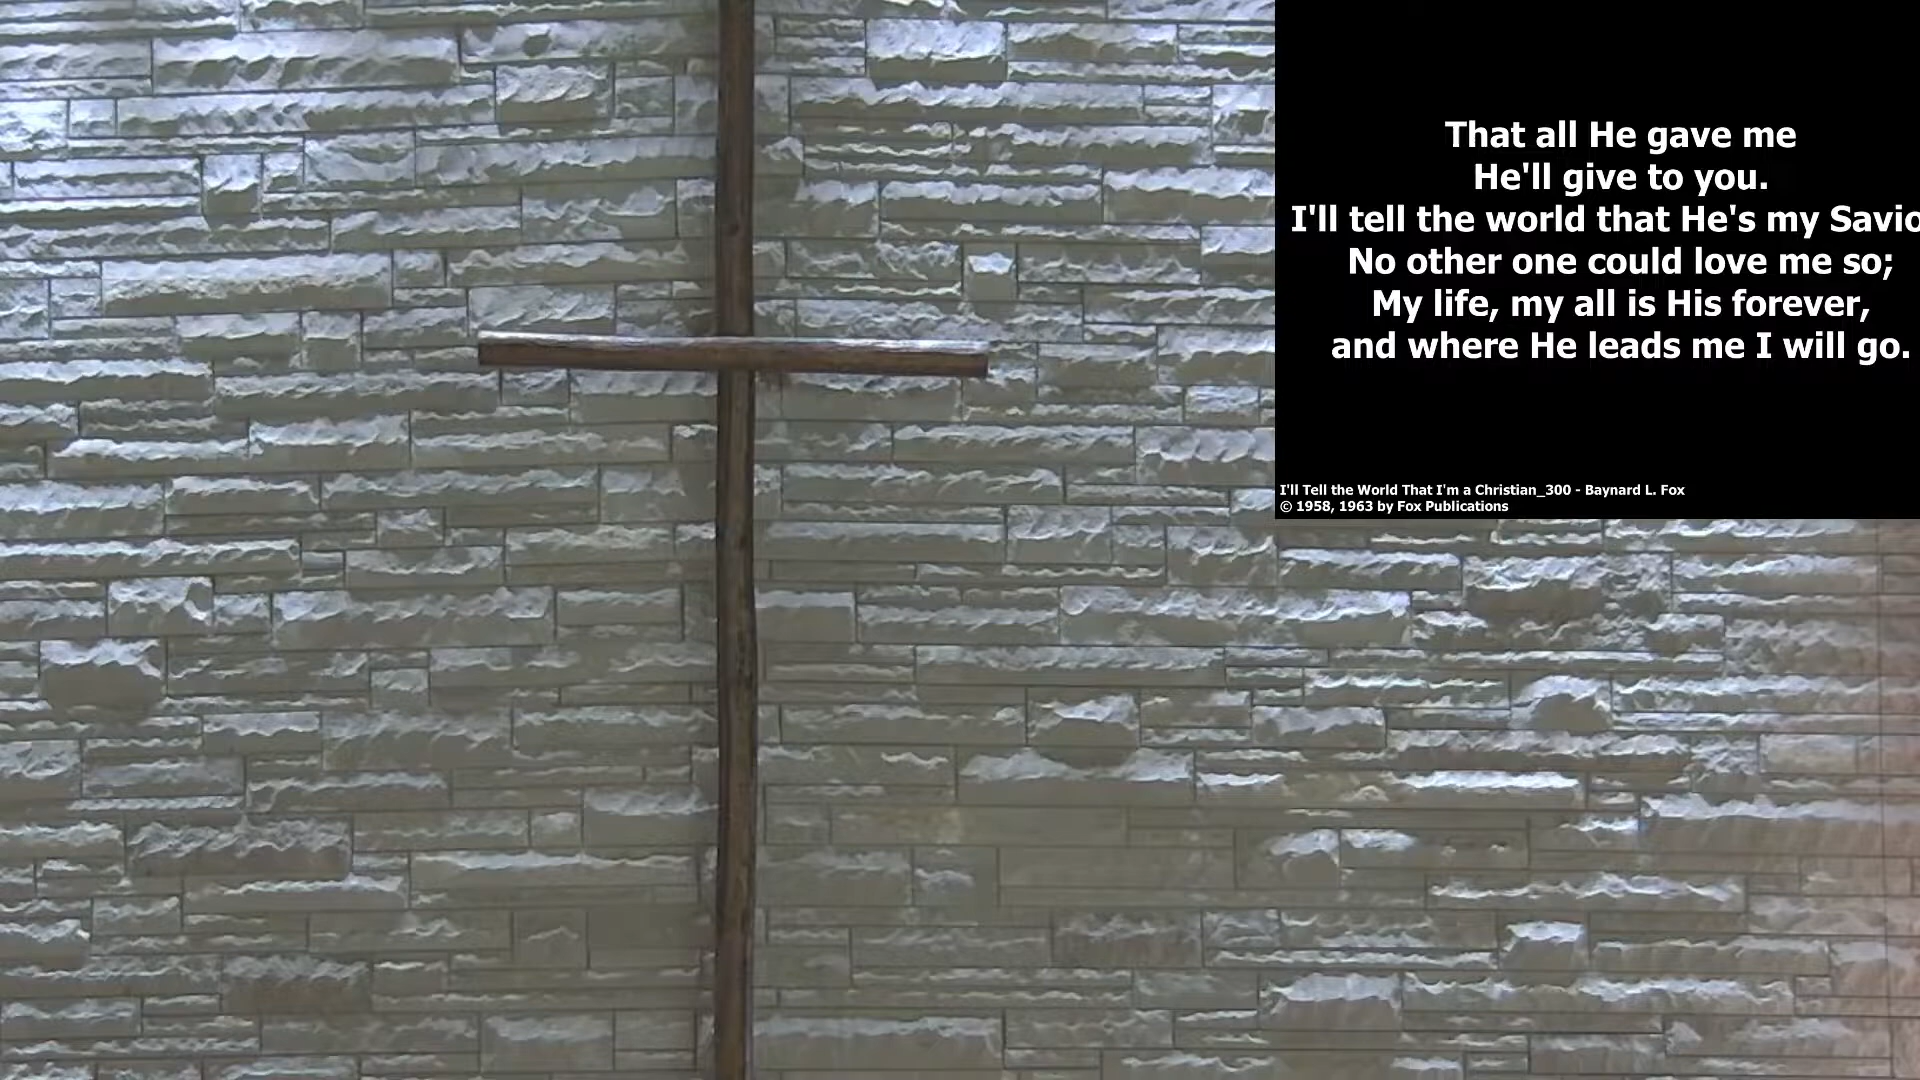 That all He gave me
He'll give to you.
I'll tell the world that He's my Savio
No other one could love me so;
My life, my all is His forever,
and where He leads me I will go.
I'll Tell the World That I'm a Christian_300 - Baynard L. Fox
© 1958, 1963 by Fox Publications